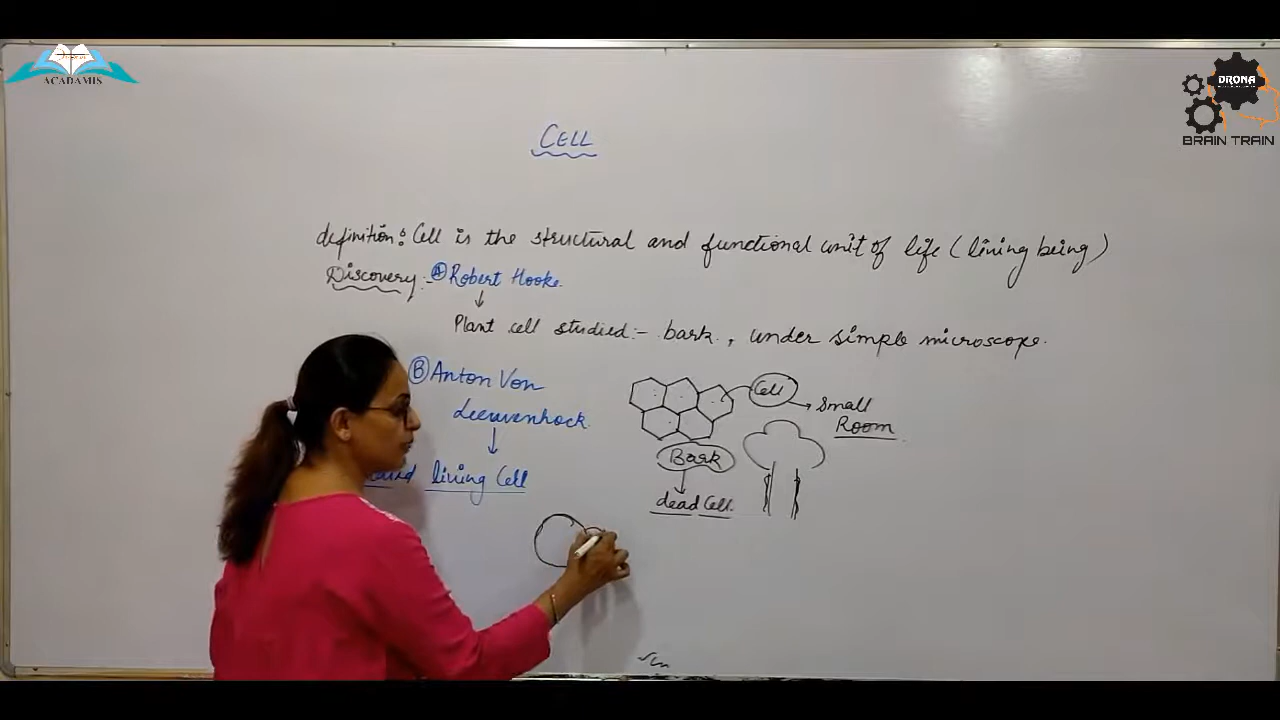 ACADAMIS
DRONA
BRAIN TRAIN
CELL
definition: Cell is the structural and functional unit of life (living being)
Discovery:- A Robert Hooke.
Plant cell studied:- bark, under simple microscope.
B Anton Von
Leeuvenhock.
living Cell
Cell
Small
Room
Bark
dead Cell.